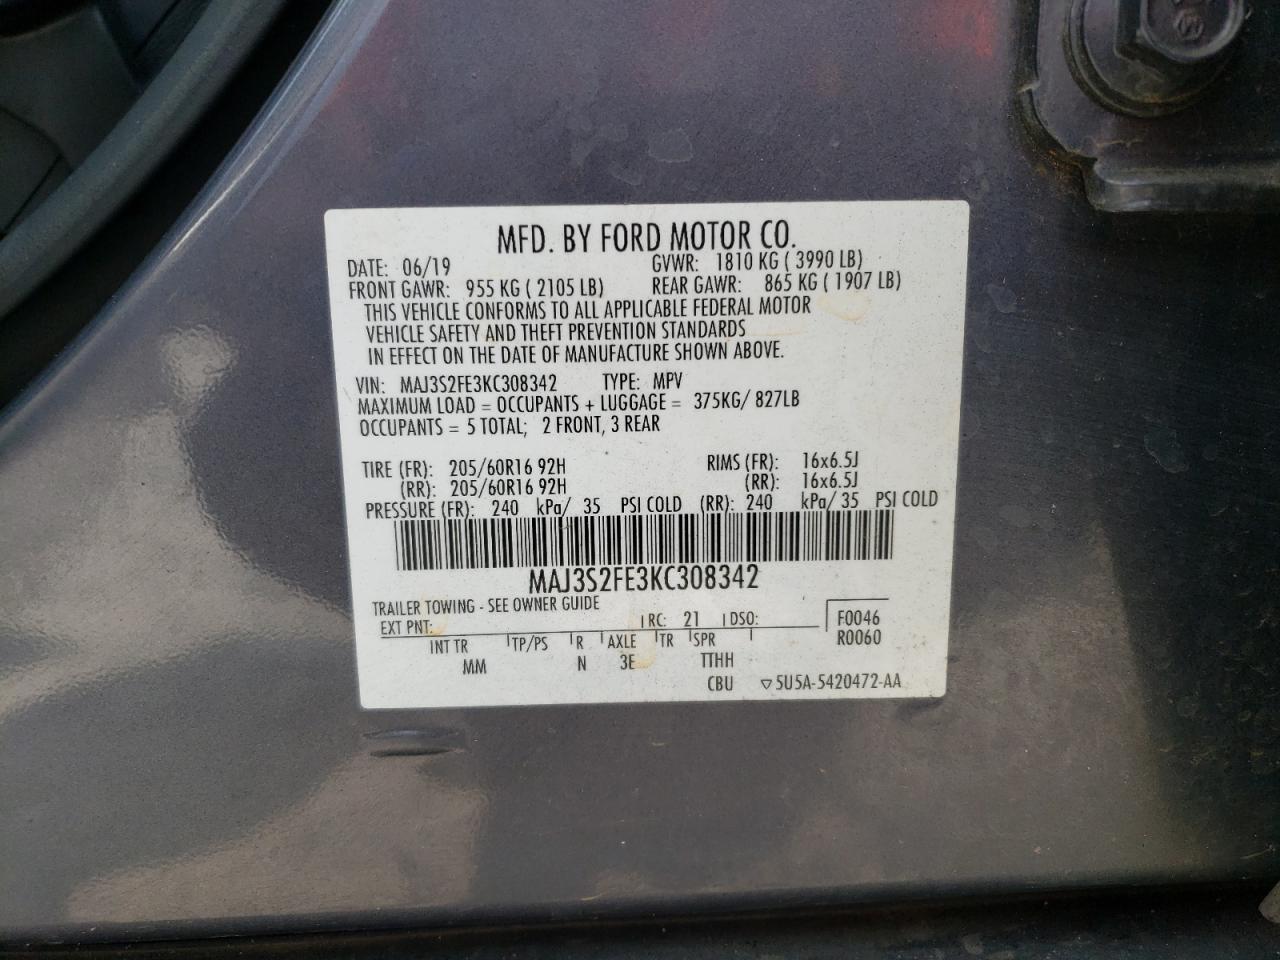 MFD. BY FORD MOTOR CO.
DATE: 06/19 GVWR: 1810 KG ( 3990 LB)
FRONT GAWR: 955 KG ( 2105 LB) REAR GAWR: 865 KG ( 1907 LB)
THIS VEHICLE CONFORMS TO ALL APPLICABLE FEDERAL MOTOR
VEHICLE SAFETY AND THEFT PREVENTION STANDARDS
IN EFFECT ON THE DATE OF MANUFACTURE SHOWN ABOVE.
VIN: MAJ3S2FE3KC308342 TYPE: MPV
MAXIMUM LOAD = OCCUPANTS + LUGGAGE = 375KG/ 827LB
OCCUPANTS = 5 TOTAL; 2 FRONT, 3 REAR
TIRE (FR): 205/60R16 92H RIMS (FR): 16x6.5J
(RR): 205/60R16 92H (RR): 16x6.5J
PRESSURE (FR): 240 kPa/ 35 PSI COLD (RR): 240 kPa/ 35 PSI COLD
MAJ3S2FE3KC308342
TRAILER TOWING - SEE OWNER GUIDE
EXT PNT: RC: 21 DSO: F0046
INT TR TP/PS R AXLE TR SPR R0060
MM N 3E TTHH
CBU ▽5U5A-5420472-AA